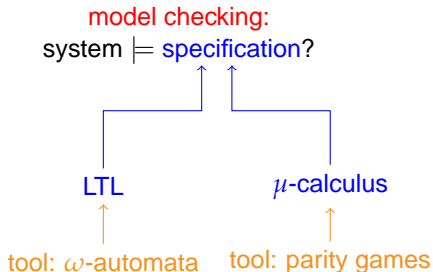 model checking:
system ⊨ specification?
LTL
μ-calculus
tool: ω-automata
tool: parity games